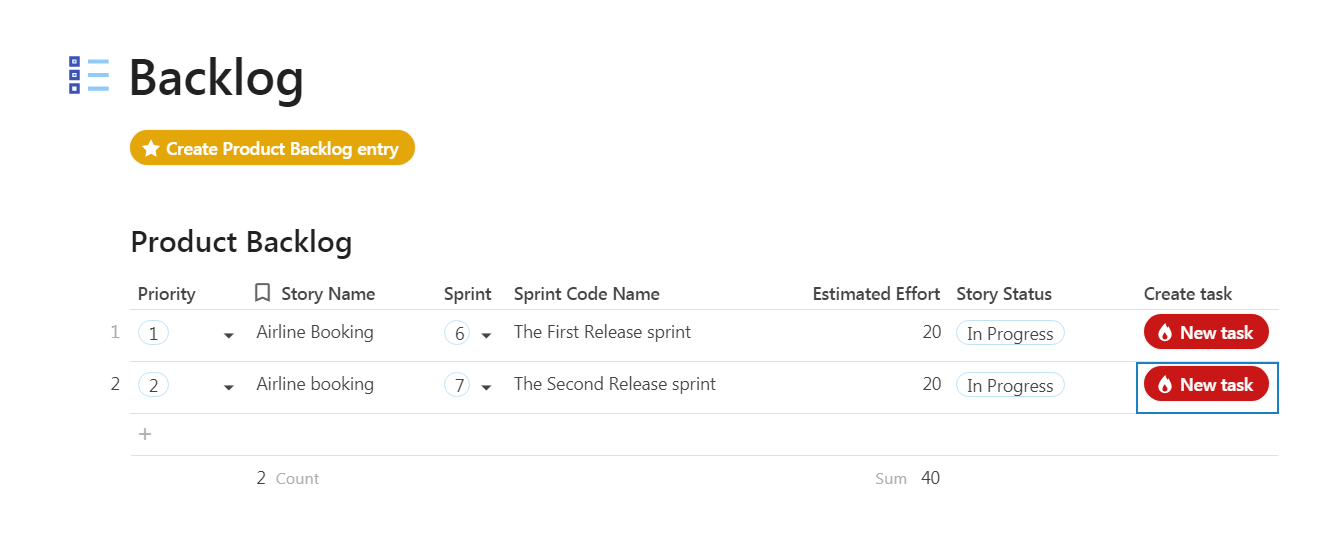 Backlog
Create Product Backlog entry
Product Backlog
Priority Story Name Sprint Sprint Code Name Estimated Effort Story Status Create task
1 1 Airline Booking 6 The First Release sprint 20 In Progress New task
2 2 Airline booking 7 The Second Release sprint 20 In Progress New task
+
2 Count Sum 40